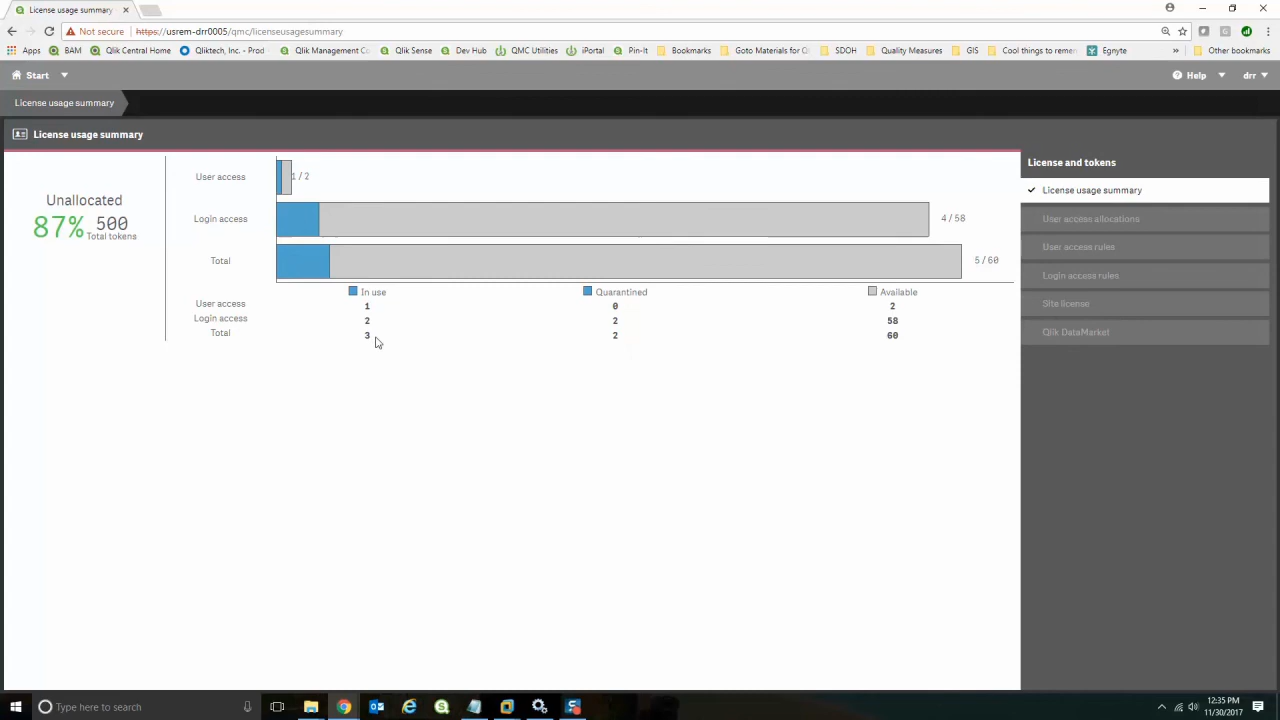 License usage summary
Not secure https://usrem-drr0005/qmc/licenseusagesummary
Apps BAM Qlik Central Home Qliktech, Inc. - Prod Qlik Management C Qlik Sense Dev Hub QMC Utilities iPortal Pin-It Bookmarks Goto Materials for Q SDOH Quality Measures GIS Cool things to remem Egnyte » Other bookmarks
Start Help drr
License usage summary
License usage summary
Unallocated
87% 500
Total tokens
User access 1 / 2
Login access 4 / 58
Total 5 / 60
In use Quarantined Available
User access 1 0 2
Login access 2 2 58
Total 3 2 60
License and tokens
License usage summary
User access allocations
User access rules
Login access rules
Site license
Qlik DataMarket
Type here to search
12:35 PM
11/30/2017